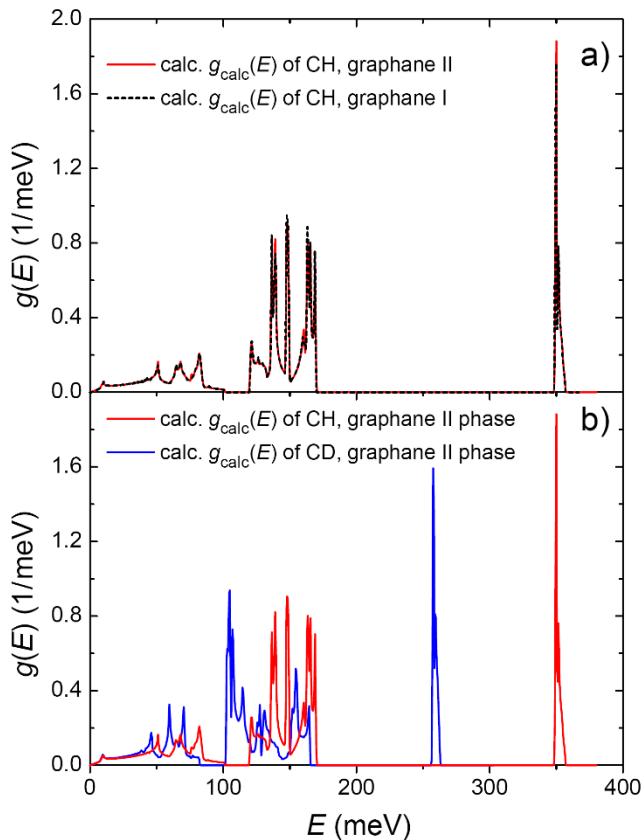 2.0
calc. gcalc(E) of CH, graphane II
a)
calc. gcalc(E) of CH, graphane I
1.6
g(E) (1/meV)
1.2
0.8
0.4
0.0
calc. gcalc(E) of CH, graphane II phase
b)
calc. gcalc(E) of CD, graphane II phase
1.6
g(E) (1/meV)
1.2
0.8
0.4
0.0
0 100 200 300 400
E (meV)